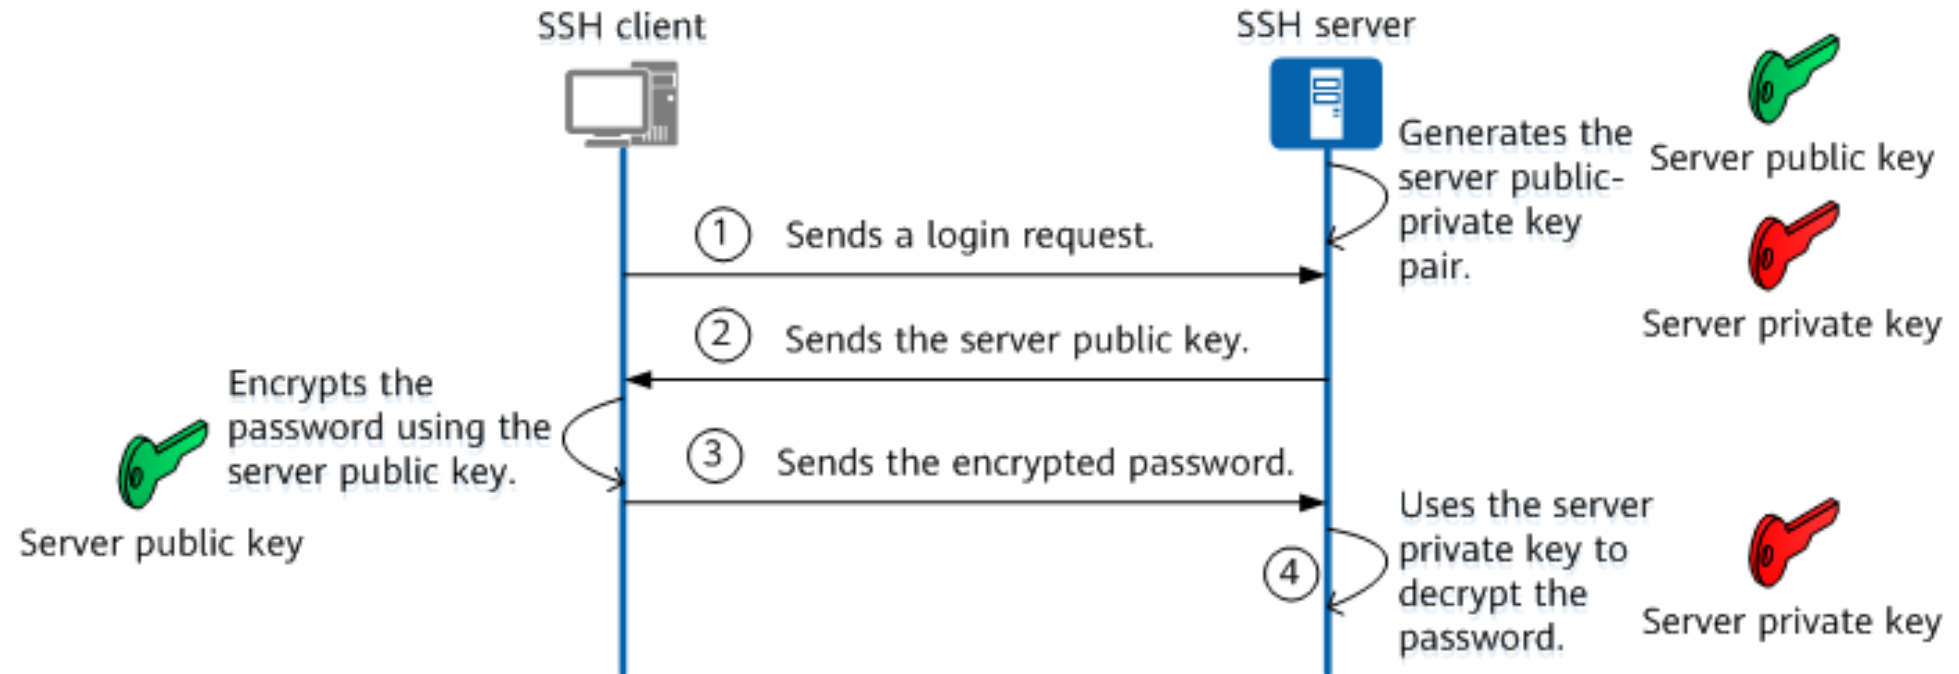 SSH client
SSH server
Generates the
server public-
private key
pair.
Server public key
Server private key
1 Sends a login request.
2 Sends the server public key.
Encrypts the
password using the
server public key.
Server public key
3 Sends the encrypted password.
4
Uses the server
private key to
decrypt the
password.
Server private key